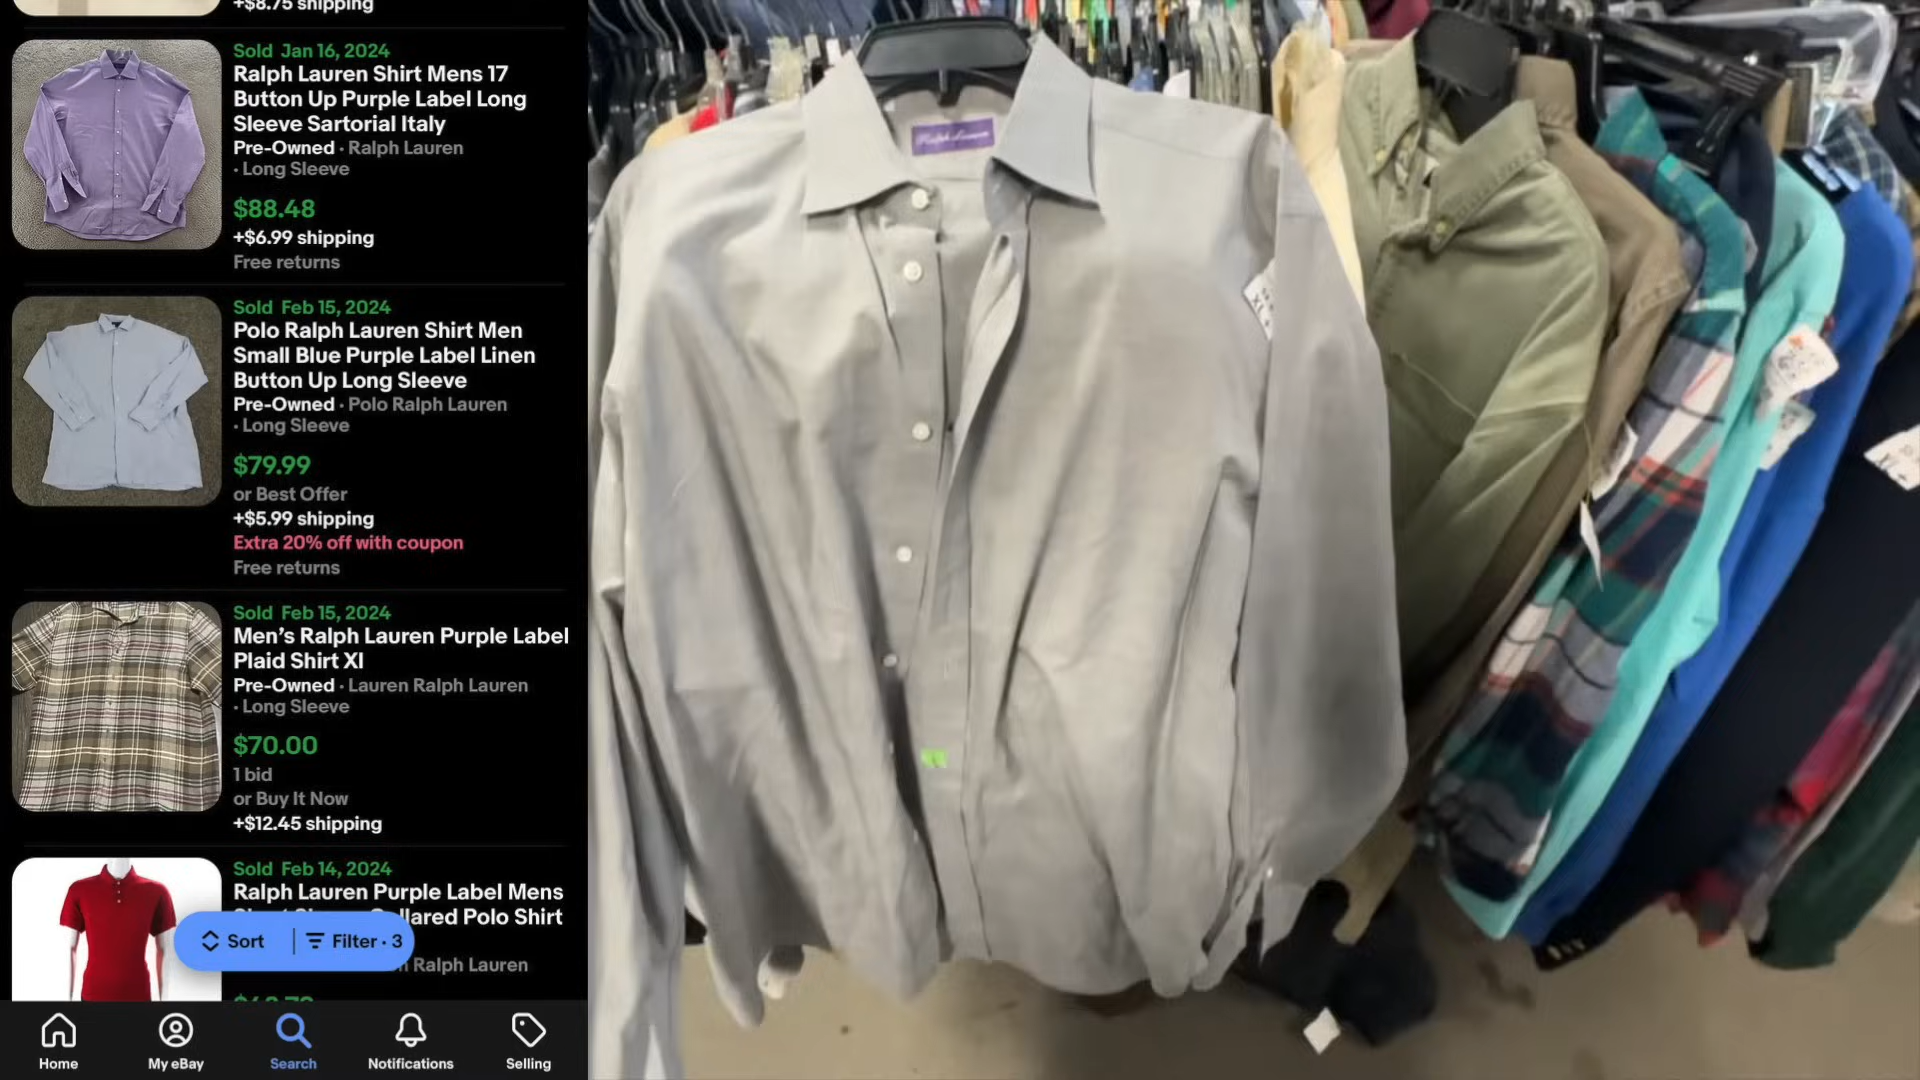 +$8.75 shipping
Sold Jan 16, 2024
Ralph Lauren Shirt Mens 17
Button Up Purple Label Long
Sleeve Sartorial Italy
Pre-Owned · Ralph Lauren
· Long Sleeve
$88.48
+$6.99 shipping
Free returns
Sold Feb 15, 2024
Polo Ralph Lauren Shirt Men
Small Blue Purple Label Linen
Button Up Long Sleeve
Pre-Owned · Polo Ralph Lauren
· Long Sleeve
$79.99
or Best Offer
+$5.99 shipping
Extra 20% off with coupon
Free returns
Sold Feb 15, 2024
Men's Ralph Lauren Purple Label
Plaid Shirt Xl
Pre-Owned · Lauren Ralph Lauren
· Long Sleeve
$70.00
1 bid
or Buy It Now
+$12.45 shipping
Sold Feb 14, 2024
Ralph Lauren Purple Label Mens
Polo Shirt
Ralph Lauren
Sort
Filter · 3
Home
My eBay
Search
Notifications
Selling
Ralph Lauren
XL